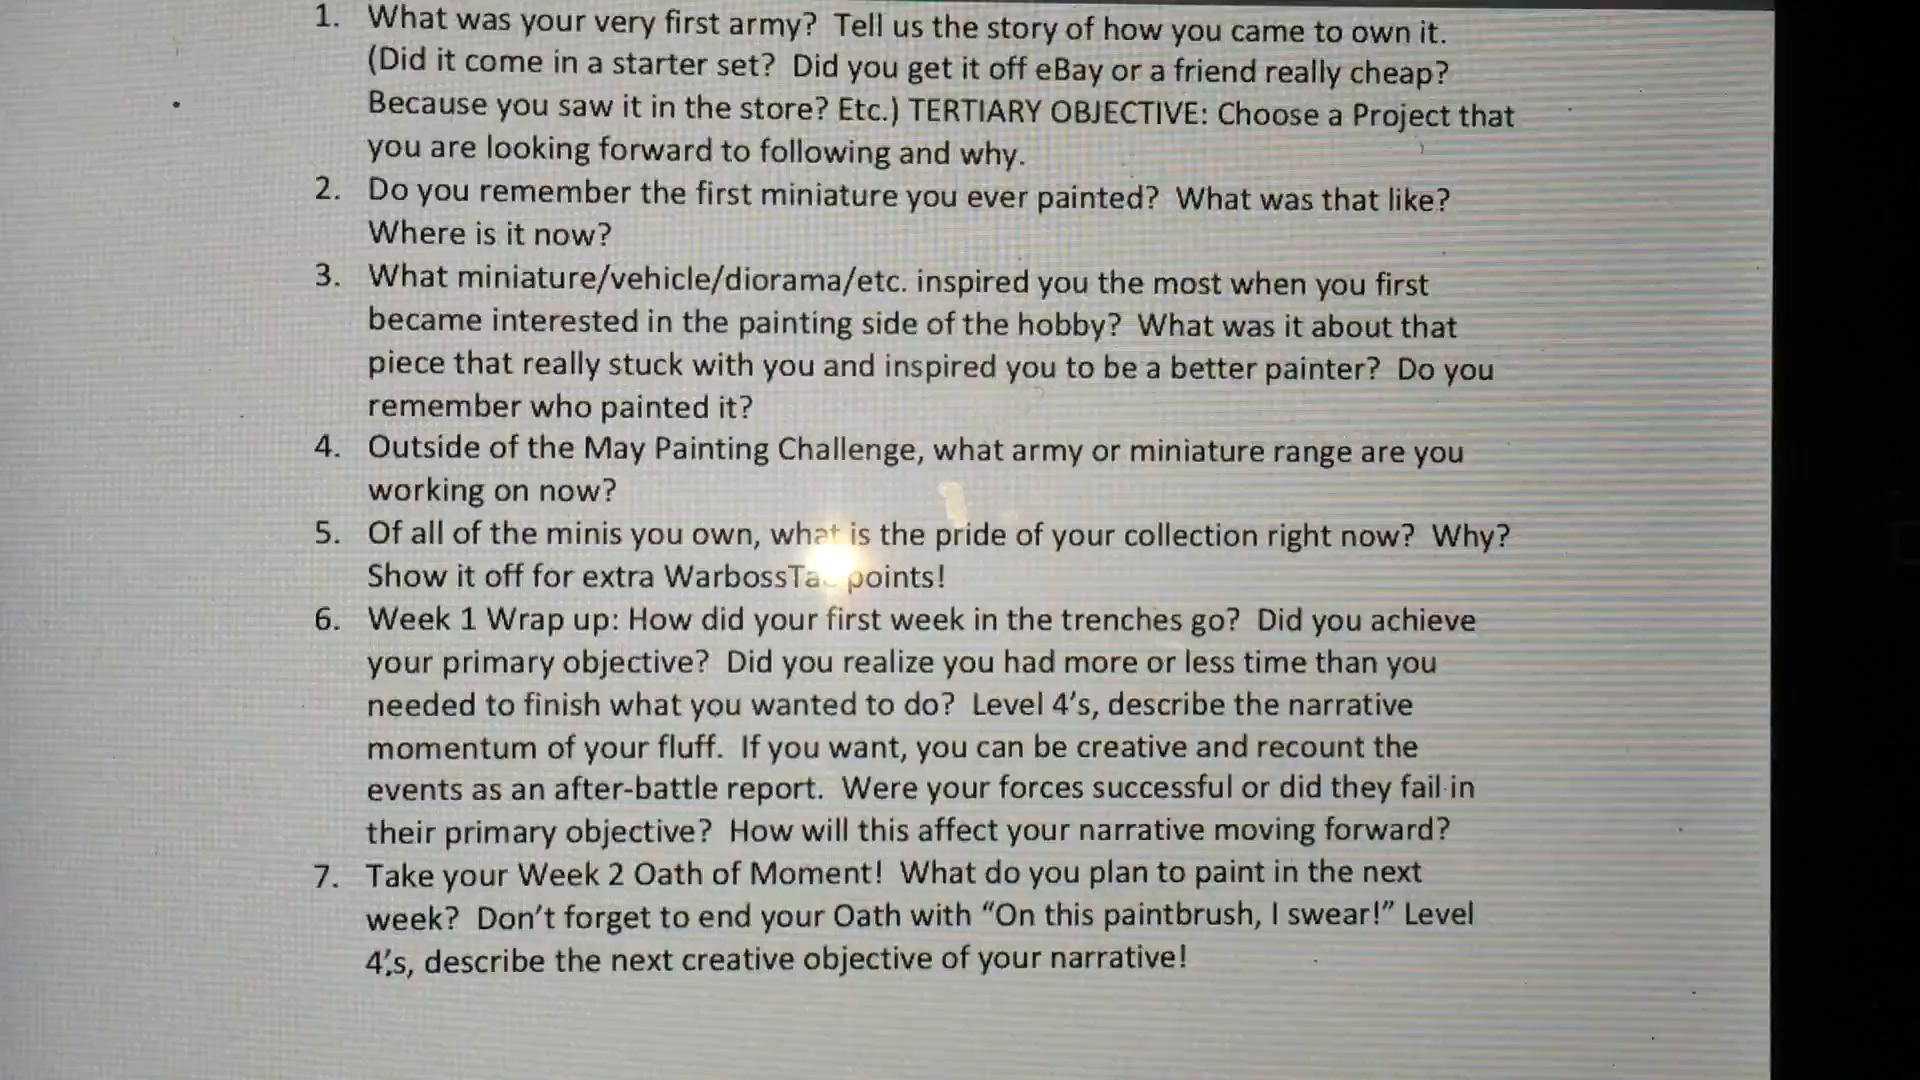 1. What was your very first army? Tell us the story of how you came to own it.
(Did it come in a starter set? Did you get it off eBay or a friend really cheap?
Because you saw it in the store? Etc.) TERTIARY OBJECTIVE: Choose a Project that
you are looking forward to following and why.
2. Do you remember the first miniature you ever painted? What was that like?
Where is it now?
3. What miniature/vehicle/diorama/etc. inspired you the most when you first
became interested in the painting side of the hobby? What was it about that
piece that really stuck with you and inspired you to be a better painter? Do you
remember who painted it?
4. Outside of the May Painting Challenge, what army or miniature range are you
working on now?
5. Of all of the minis you own, what is the pride of your collection right now? Why?
Show it off for extra points!
6. Week 1 Wrap up: How did your first week in the trenches go? Did you achieve
your primary objective? Did you realize you had more or less time than you
needed to finish what you wanted to do? Level 4's, describe the narrative
momentum of your fluff. If you want, you can be creative and recount the
events as an after-battle report. Were your forces successful or did they fail in
their primary objective? How will this affect your narrative moving forward?
7. Take your Week 2 Oath of Moment! What do you plan to paint in the next
week? Don't forget to end your Oath with “On this paintbrush, I swear!” Level
4's, describe the next creative objective of your narrative!